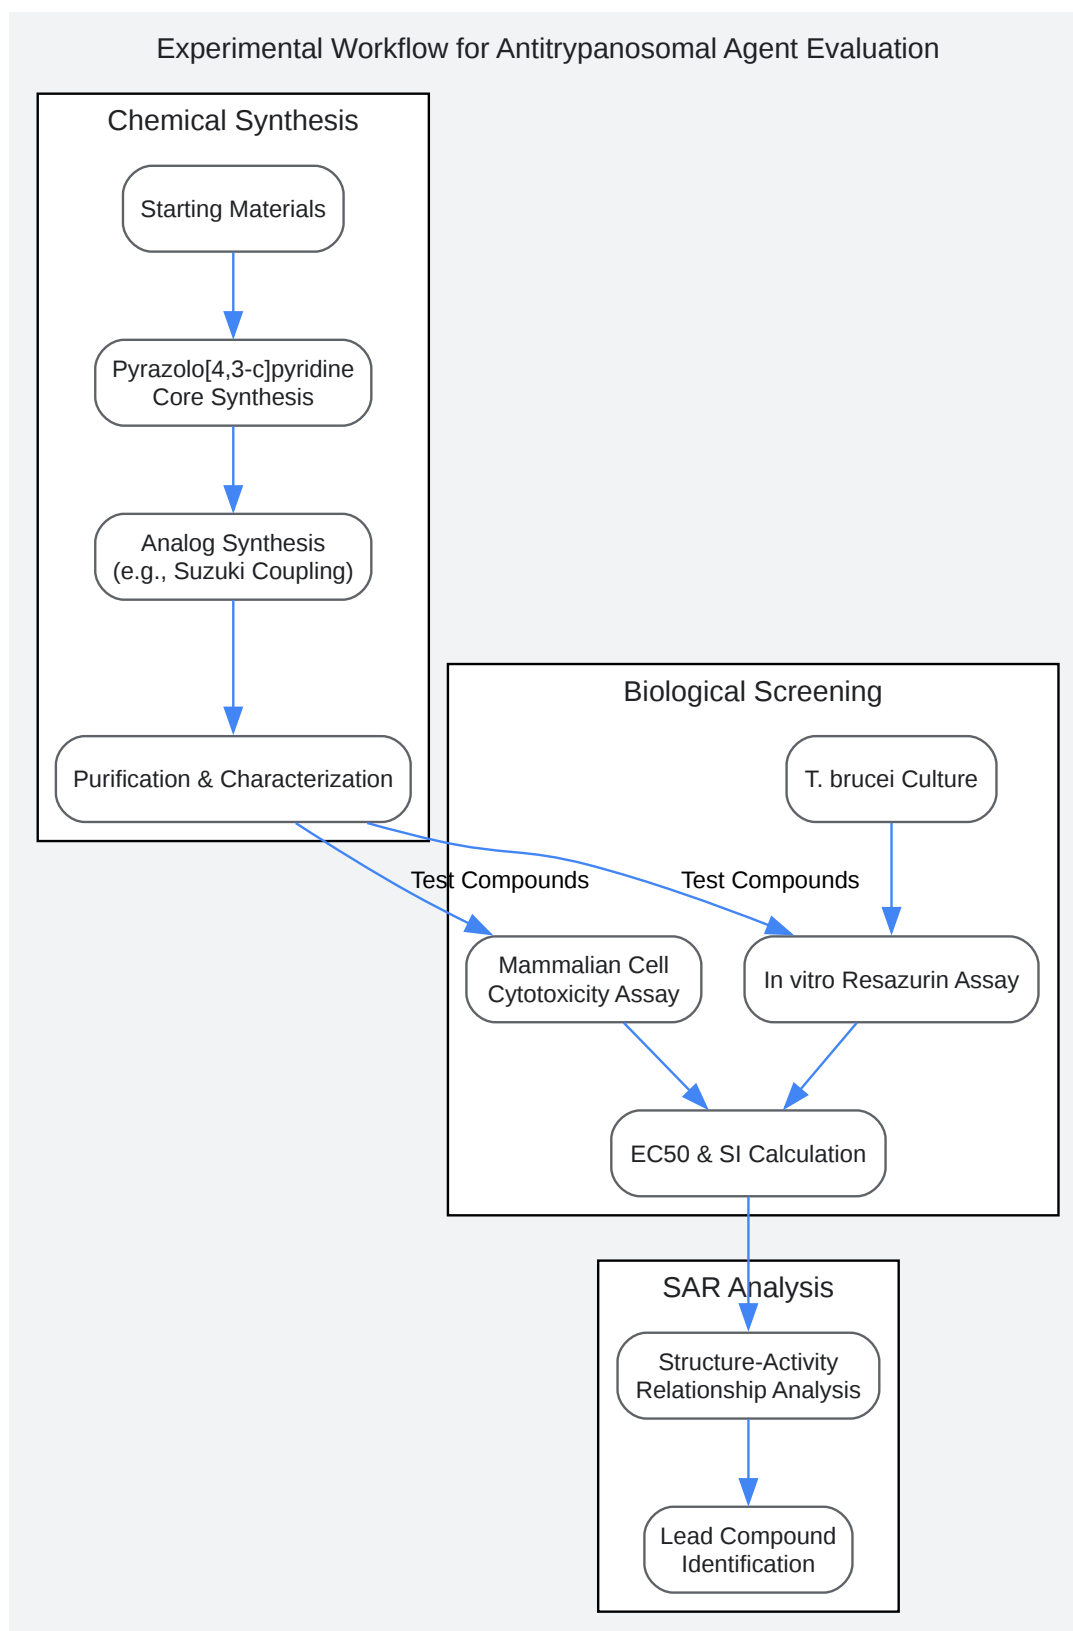 Experimental Workflow for Antitrypanosomal Agent Evaluation
Chemical Synthesis
Starting Materials
Pyrazolo[4,3-c]pyridine
Core Synthesis
Analog Synthesis
(e.g., Suzuki Coupling)
Purification & Characterization
Biological Screening
T. brucei Culture
Test Compounds
Test Compounds
Mammalian Cell
Cytotoxicity Assay
In vitro Resazurin Assay
EC50 & SI Calculation
SAR Analysis
Structure-Activity
Relationship Analysis
Lead Compound
Identification